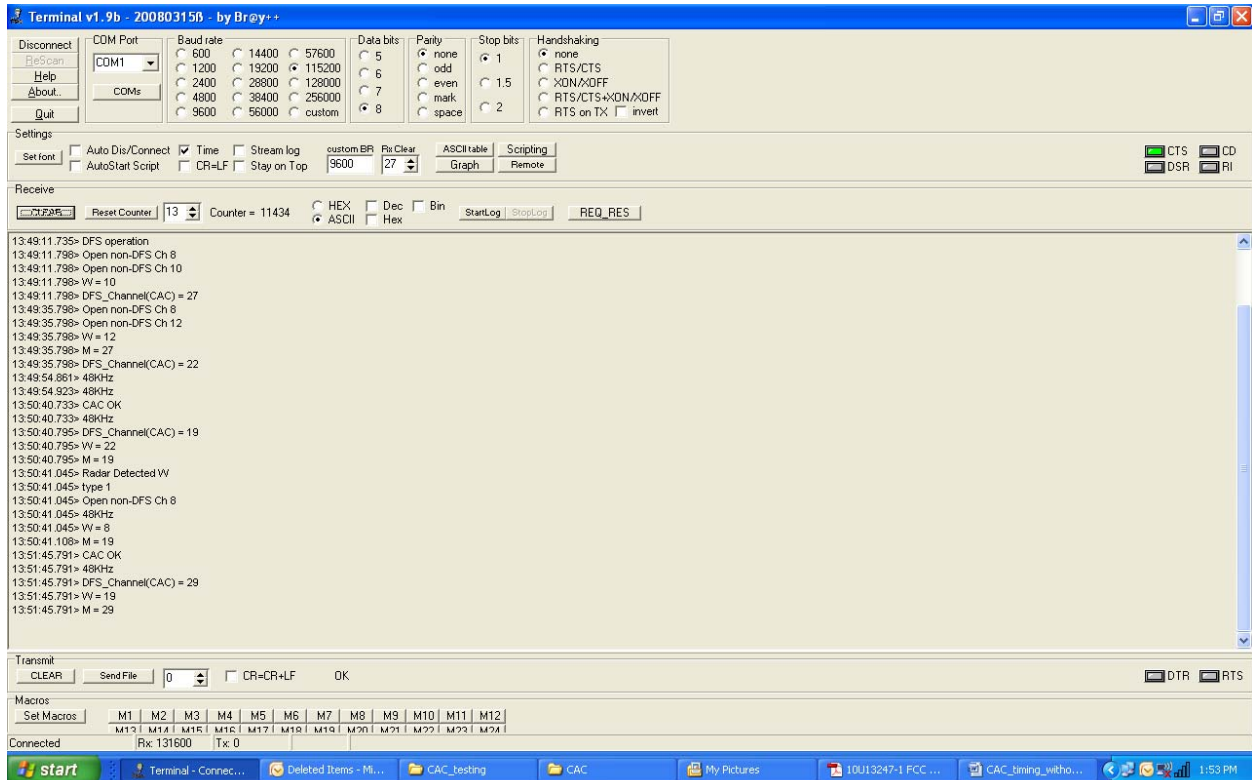 Terminal v1.9b - 20080315ß - by Br@y++
Disconnect
ReScan
Help
About..
Quit
COM Port
COM1
COMs
Baud rate
600 14400 57600
1200 19200 115200
2400 28800 128000
4800 38400 256000
9600 56000 custom
Data bits
5
6
7
8
Parity
none
odd
even
mark
space
Stop bits
1
1.5
2
Handshaking
none
RTS/CTS
XON/XOFF
RTS/CTS+XON/XOFF
RTS on TX invert
Settings
Set font
Auto Dis/Connect Time Stream log
AutoStart Script CR=LF Stay on Top
custom BR Rx Clear
9600 27
ASCII table Scripting
Graph Remote
CTS CD
DSR RI
Receive
CLEAR Reset Counter 13 Counter = 11434
HEX Dec Bin
ASCII Hex
StartLog StopLog REQ_RES
13:49:11.735> DFS operation
13:49:11.798> Open non-DFS Ch 8
13:49:11.798> Open non-DFS Ch 10
13:49:11.798> W = 10
13:49:11.798> DFS_Channel(CAC) = 27
13:49:35.798> Open non-DFS Ch 8
13:49:35.798> Open non-DFS Ch 12
13:49:35.798> W = 12
13:49:35.798> M = 27
13:49:35.798> DFS_Channel(CAC) = 22
13:49:54.861> 48KHz
13:49:54.923> 48KHz
13:50:40.733> CAC OK
13:50:40.733> 48KHz
13:50:40.795> DFS_Channel(CAC) = 19
13:50:40.795> W = 22
13:50:40.795> M = 19
13:50:41.045> Radar Detected W
13:50:41.045> type 1
13:50:41.045> Open non-DFS Ch 8
13:50:41.045> 48KHz
13:50:41.045> W = 8
13:50:41.108> M = 19
13:51:45.791> CAC OK
13:51:45.791> 48KHz
13:51:45.791> DFS_Channel(CAC) = 29
13:51:45.791> W = 19
13:51:45.791> M = 29
Transmit
CLEAR Send File 0 CR=CR+LF OK
DTR RTS
Macros
Set Macros M1 M2 M3 M4 M5 M6 M7 M8 M9 M10 M11 M12
M13 M14 M15 M16 M17 M18 M19 M20 M21 M22 M23 M24
Connected Rx: 131600 Tx: 0
start Terminal - Connec... Deleted Items - Mi... CAC_testing CAC My Pictures 10U13247-1 FCC ... CAC_timing_witho... 1:53 PM